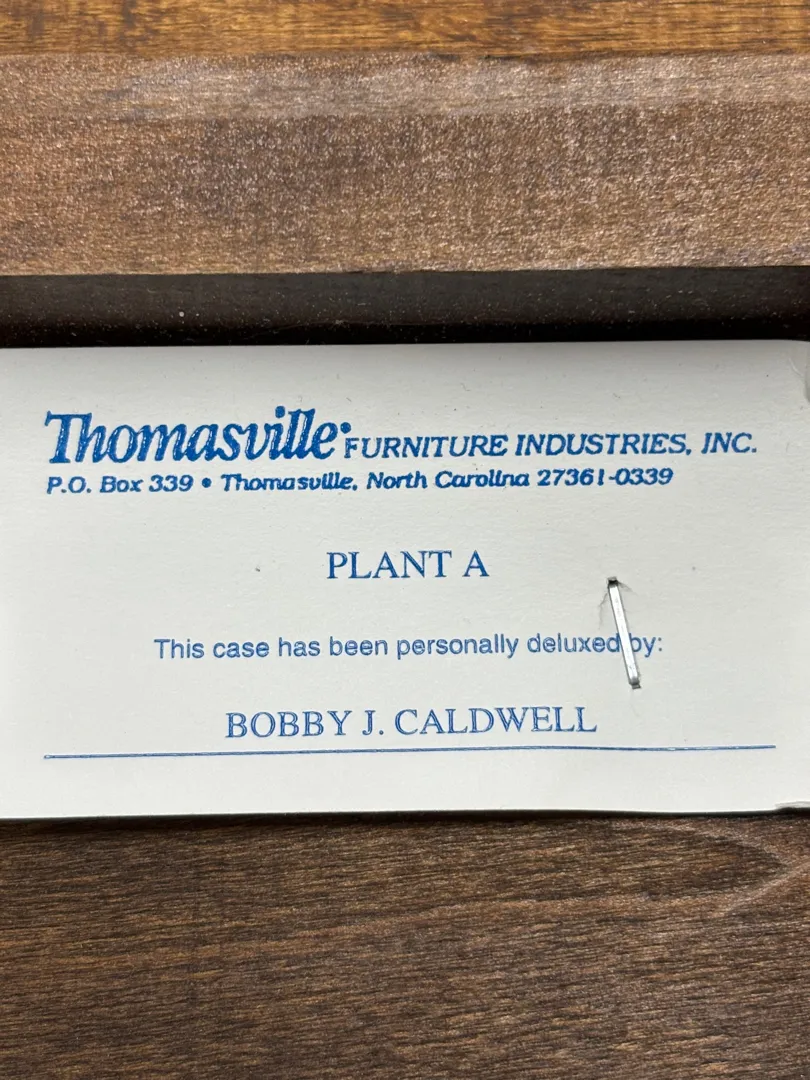 Thomasville® FURNITURE INDUSTRIES, INC.
P.O. Box 339 • Thomasville, North Carolina 27361-0339
PLANT A
This case has been personally deluxed by:
BOBBY J. CALDWELL